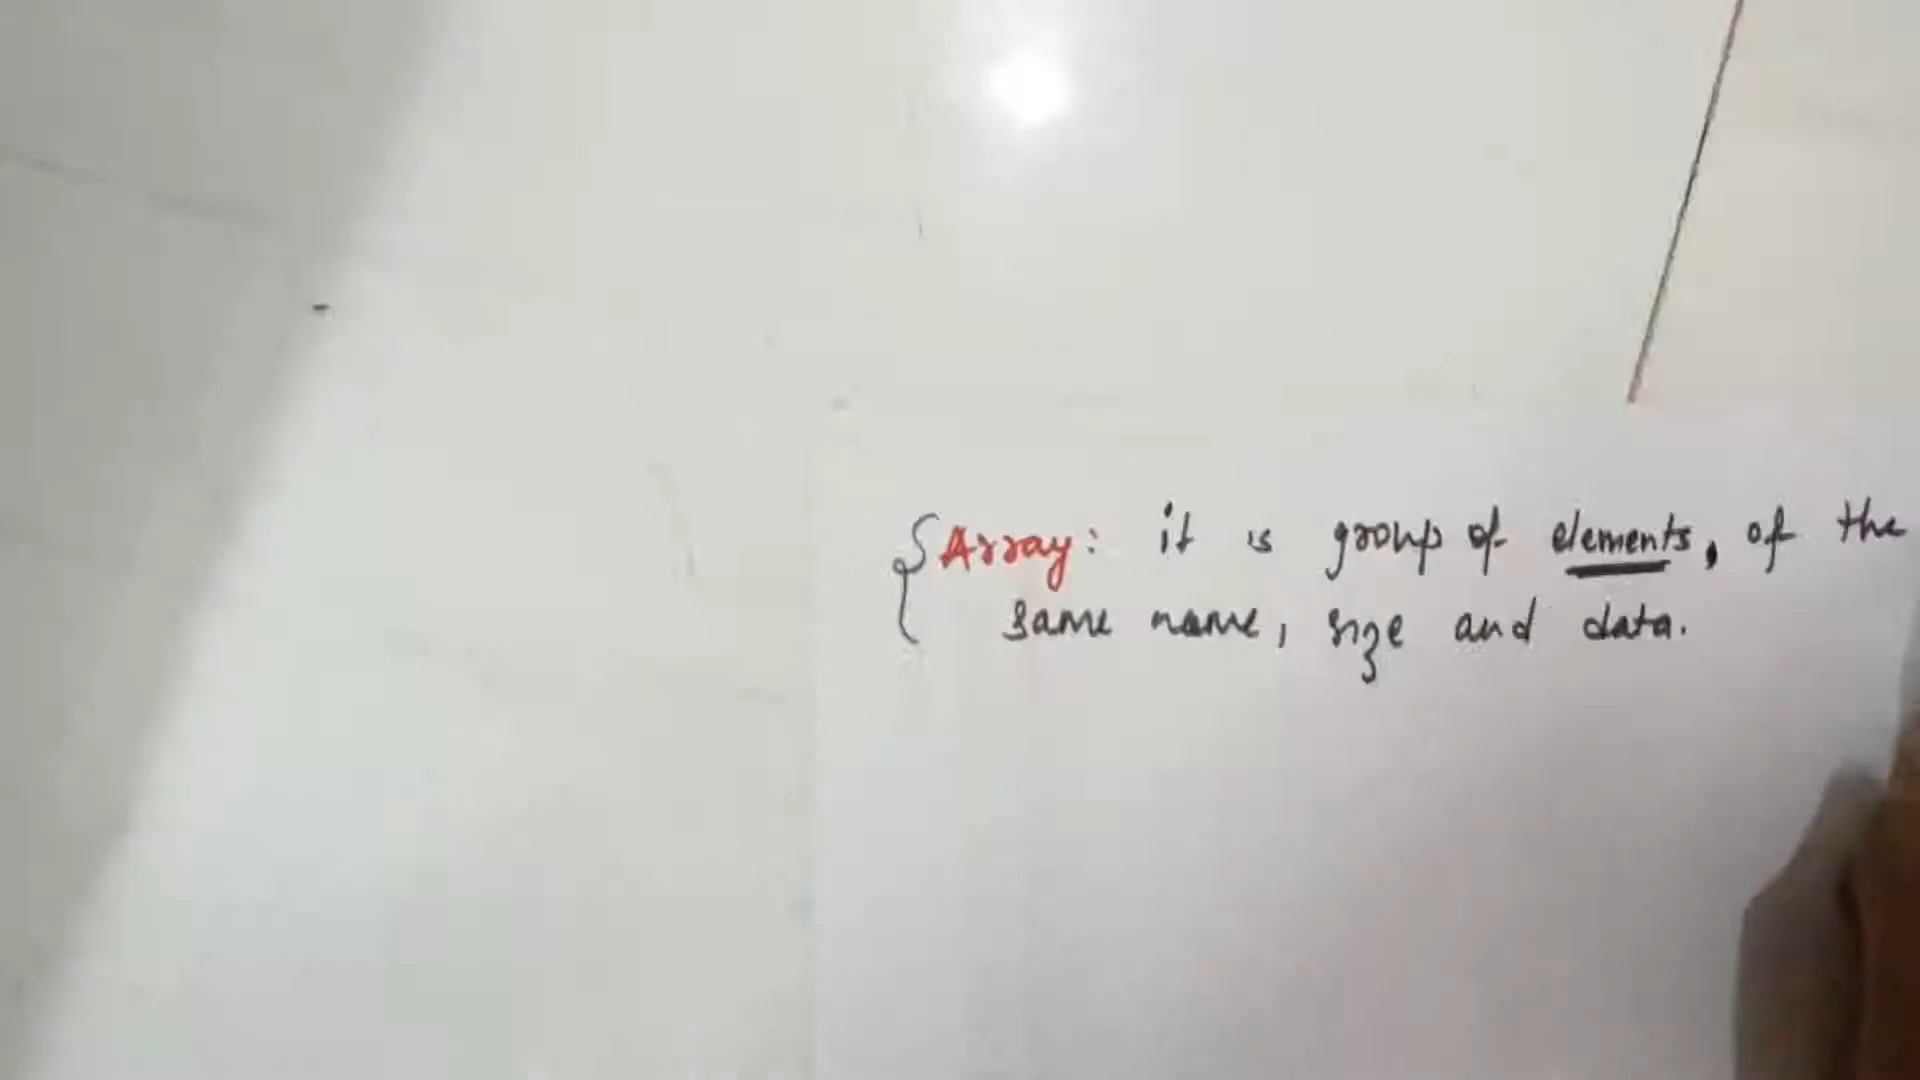 Array: it is group of elements, of the
same name, size and data.